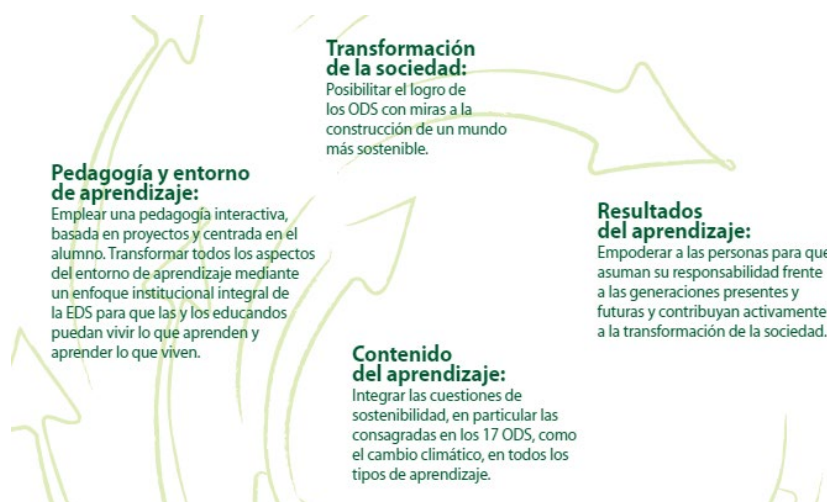 Transformación
de la sociedad:
Posibilitar el logro de
los ODS con miras a la
construcción de un mundo
más sostenible.
Pedagogía y entorno
de aprendizaje:
Emplear una pedagogía interactiva,
basada en proyectos y centrada en el
alumno. Transformar todos los aspectos
del entorno de aprendizaje mediante
un enfoque institucional integral de
la EDS para que las y los educandos
puedan vivir lo que aprenden y
aprender lo que viven.
Resultados
del aprendizaje:
Empoderar a las personas para que
asuman su responsabilidad frente
a las generaciones presentes y
futuras y contribuyan activamente
a la transformación de la sociedad.
Contenido
del aprendizaje:
Integrar las cuestiones de
sostenibilidad, en particular las
consagradas en los 17 ODS, como
el cambio climático, en todos los
tipos de aprendizaje.